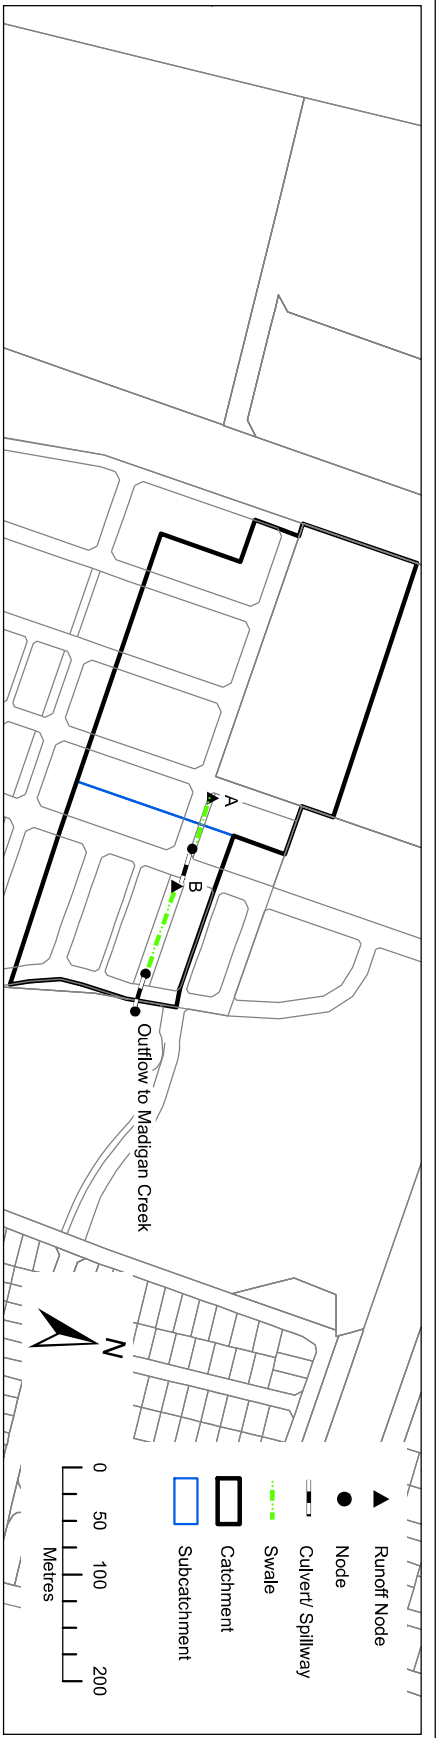 A
B
Outflow to Madigan Creek
N
Runoff Node
Node
Culvert/ Spillway
Swale
Catchment
Subcatchment
0 50 100 200
Metres